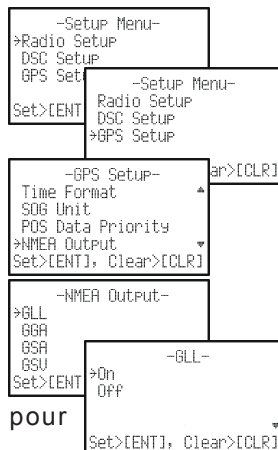 -Setup Menu-
→Radio Setup
DSC Setup
GPS Set
Set>[ENT
-Setup Menu-
Radio Setup
DSC Setup
→GPS Setup
ar>[CLR]
-GPS Setup-
Time Format
SOG Unit
POS Data Priority
→NMEA Output
Set>[ENT], Clear>[CLR]
-NMEA Output-
→GLL
GGA
GSA
GSV
Set>[ENT
-GLL-
→On
Off
Set>[ENT], Clear>[CLR]
pour